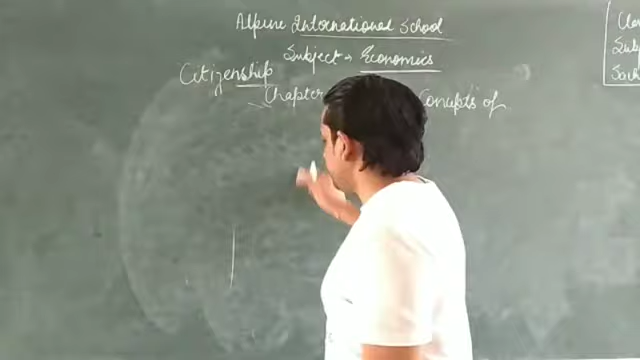 Alpine International School
Subject → Economics
Citizenship
Chapter Concepts of